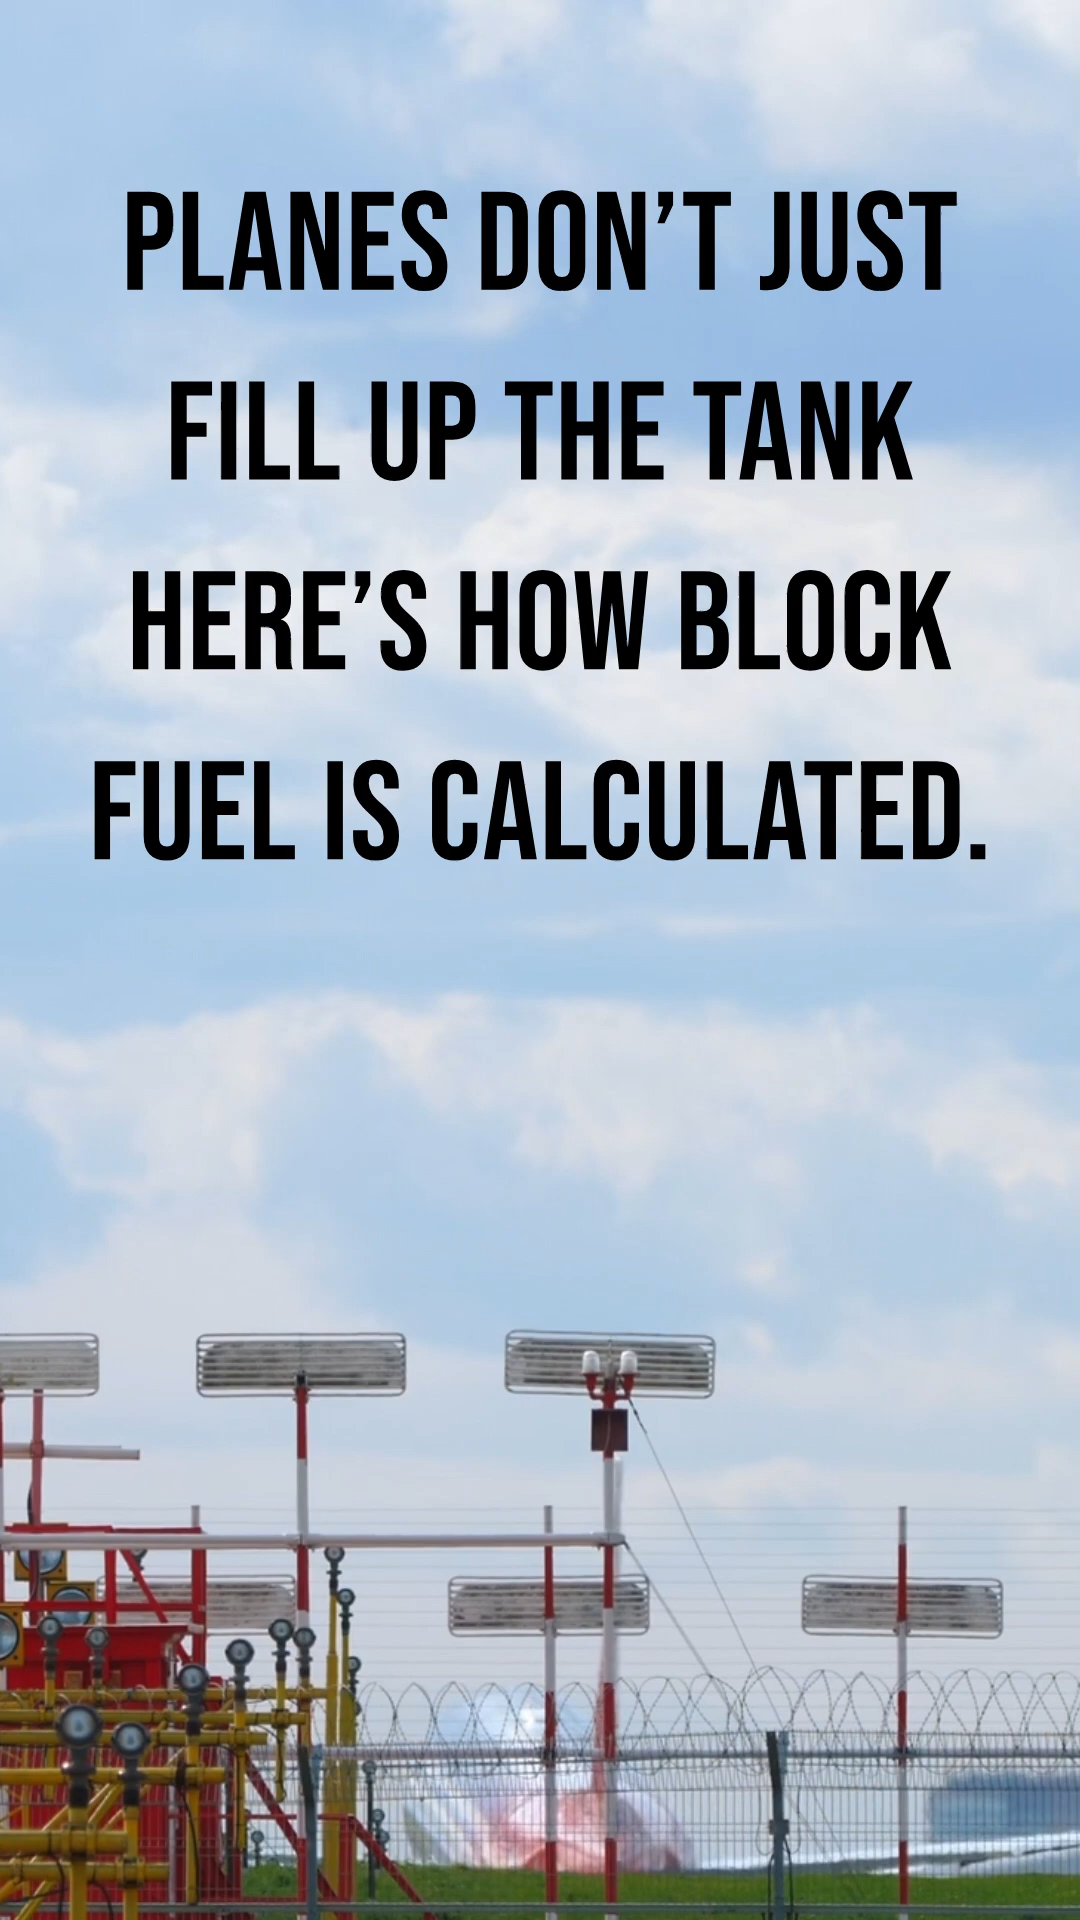 PLANES DON’T JUST
FILL UP THE TANK
HERE’S HOW BLOCK
FUEL IS CALCULATED.